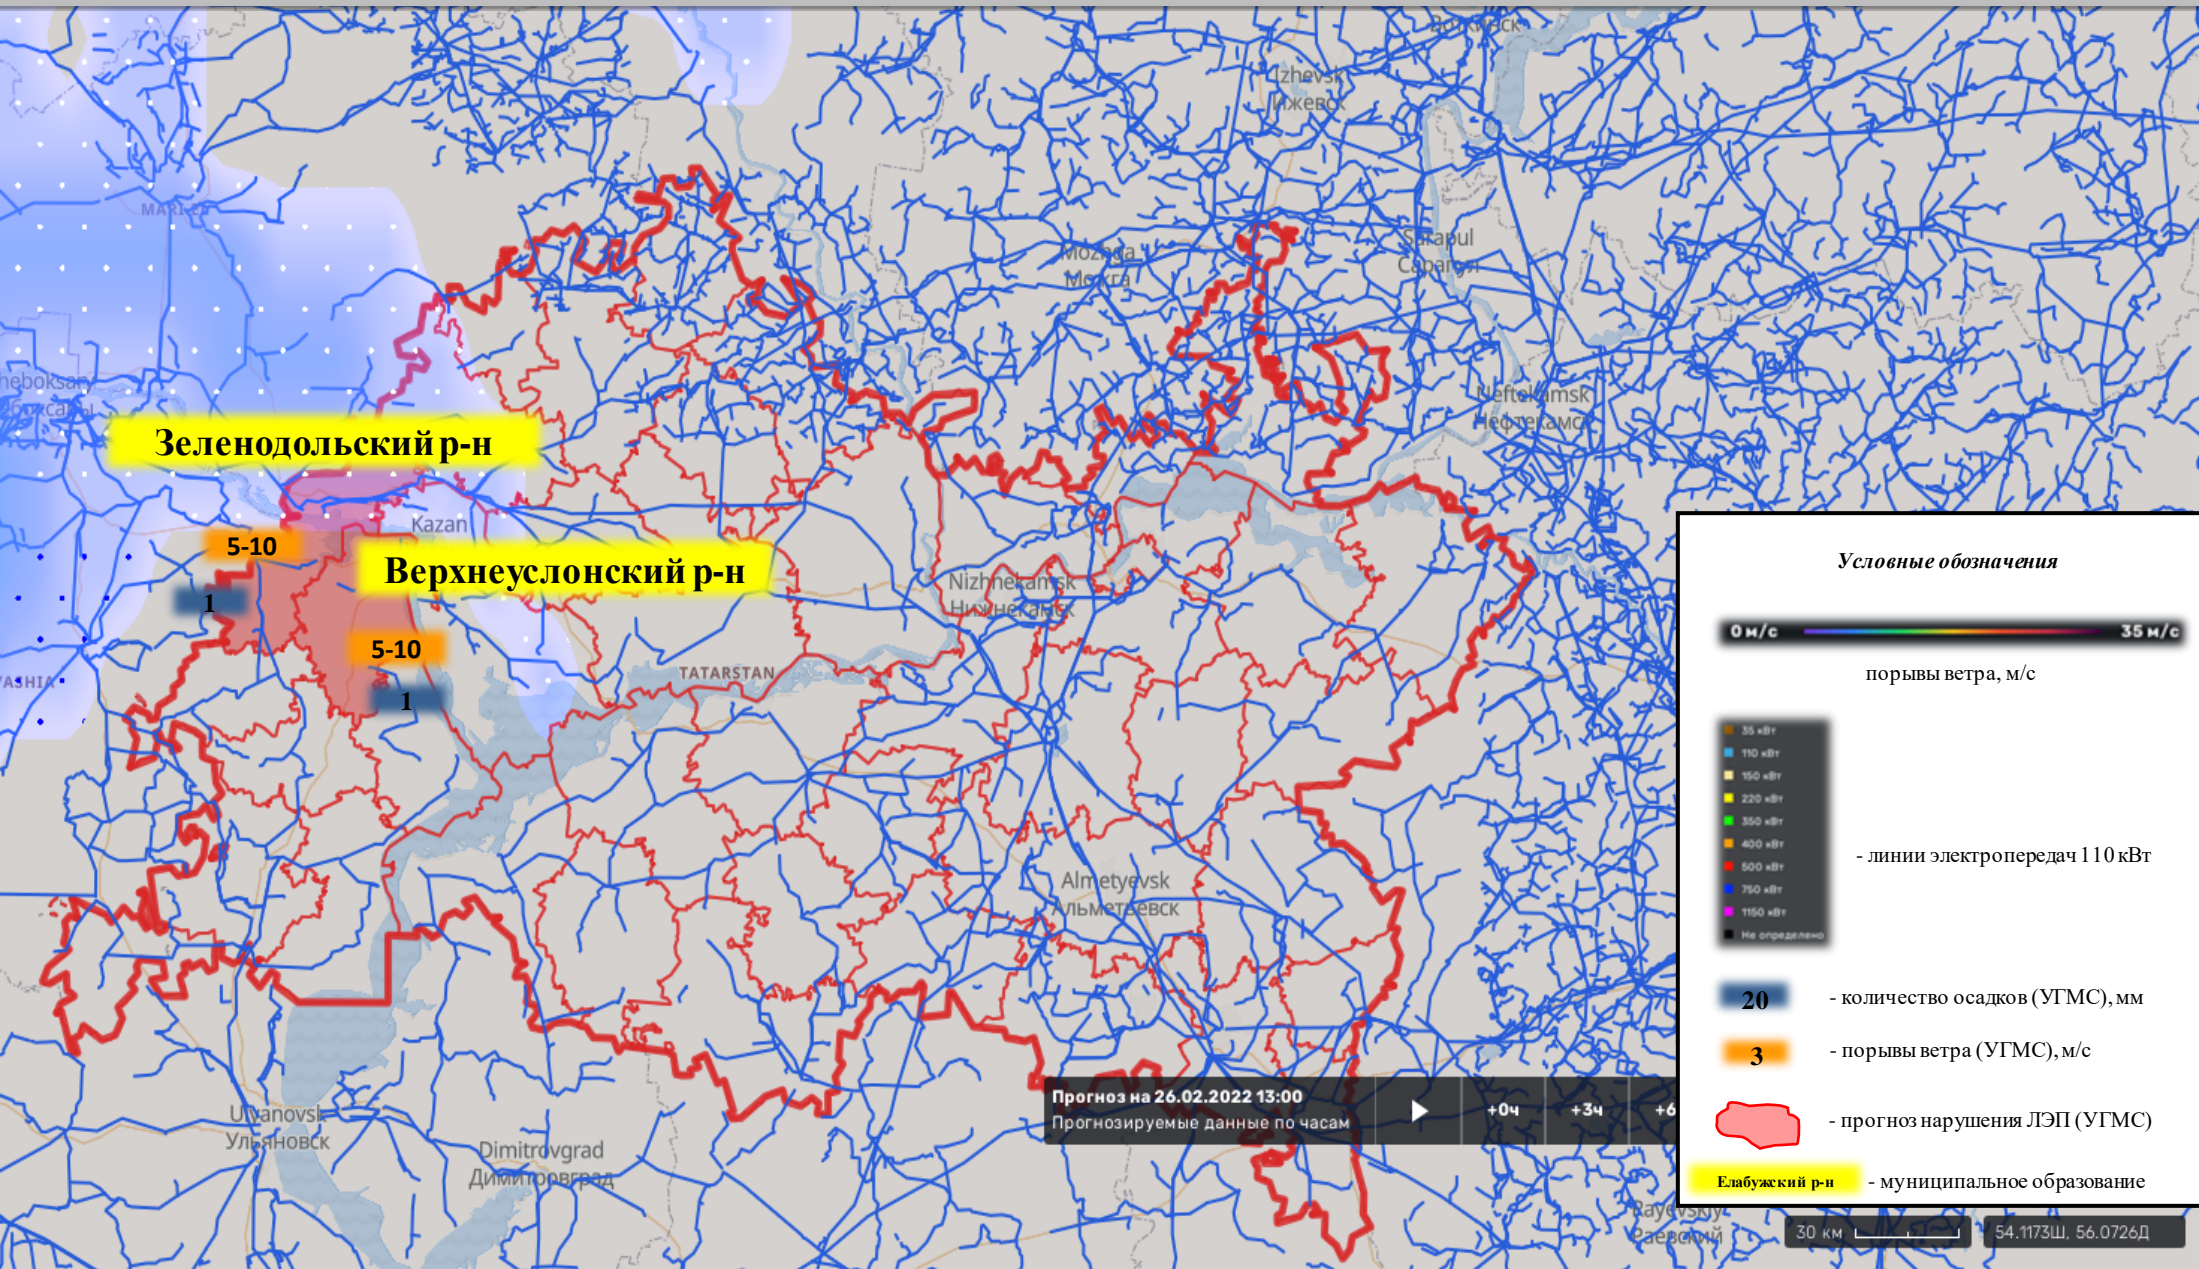 Воткинск
Izhevsk
Ижевск
MARI EL
Mozhga
Можга
Sarapul
Сарапул
heboksary
Neftekamsk
Нефтекамск
Зеленодольский р-н
Kazan
5-10
Верхнеуслонский р-н
1
Nizhnekamsk
Нижнекамск
5-10
TATARSTAN
VASHIA
1
Almetyevsk
Альметьевск
Ulyanovsk
Ульяновск
Dimitrovgrad
Димитровград
Прогноз на 26.02.2022 13:00
Прогнозируемые данные по часам
+0ч
+3ч
+6
Условные обозначения
0 м/с
35 м/с
порывы ветра, м/с
35 кВт
110 кВт
150 кВт
220 кВт
350 кВт
400 кВт
500 кВт
750 кВт
1150 кВт
Не определено
- линии электропередач 110 кВт
20 - количество осадков (УГМС), мм
3 - порывы ветра (УГМС), м/с
- прогноз нарушения ЛЭП (УГМС)
Елабужский р-н - муниципальное образование
Rayevskiy
Раевский
30 км
54.1173Ш, 56.0726Д